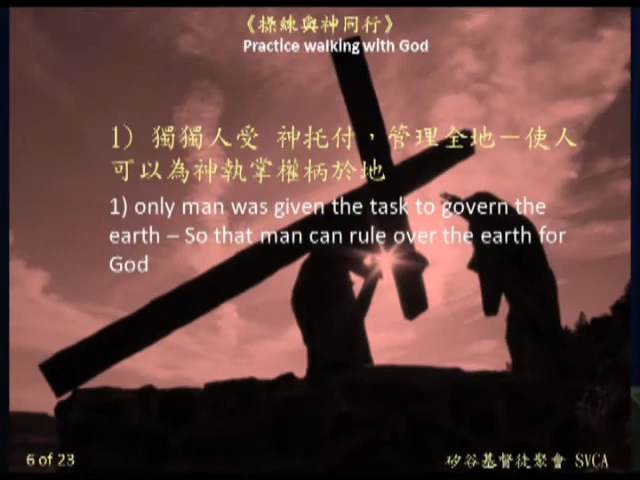 《操練與神同行》
Practice walking with God
1) 獨獨人受 神托付，管理全地－使人
可以為神執掌權柄於地
1) only man was given the task to govern the
earth – So that man can rule over the earth for
God
6 of 23
矽谷基督徒聚會 SVCA